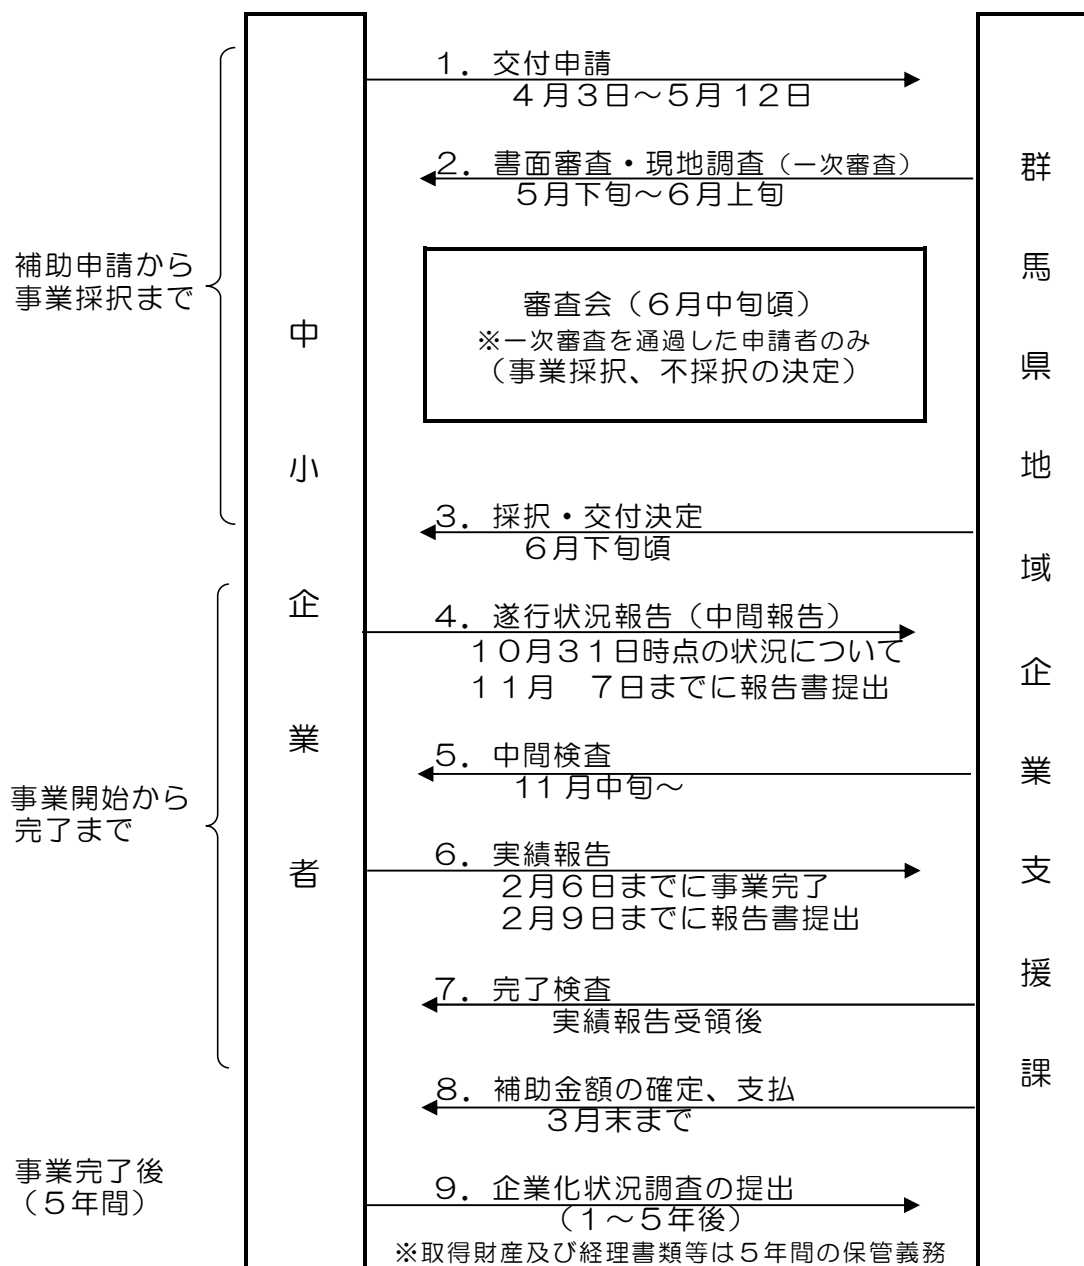 1．交付申請
4月3日～5月12日
2．書面審査・現地調査（一次審査）
5月下旬～6月上旬
補助申請から
事業採択まで
審査会（6月中旬頃）
※一次審査を通過した申請者のみ
（事業採択、不採択の決定）
3．採択・交付決定
6月下旬頃
中小企業者
群馬県地域企業支援課
4．遂行状況報告（中間報告）
10月31日時点の状況について
11月　7日までに報告書提出
5．中間検査
11月中旬～
事業開始から
完了まで
6．実績報告
2月6日までに事業完了
2月9日までに報告書提出
7．完了検査
実績報告受領後
8．補助金額の確定、支払
3月末まで
事業完了後
（5年間）
9．企業化状況調査の提出
（1～5年後）
※取得財産及び経理書類等は5年間の保管義務